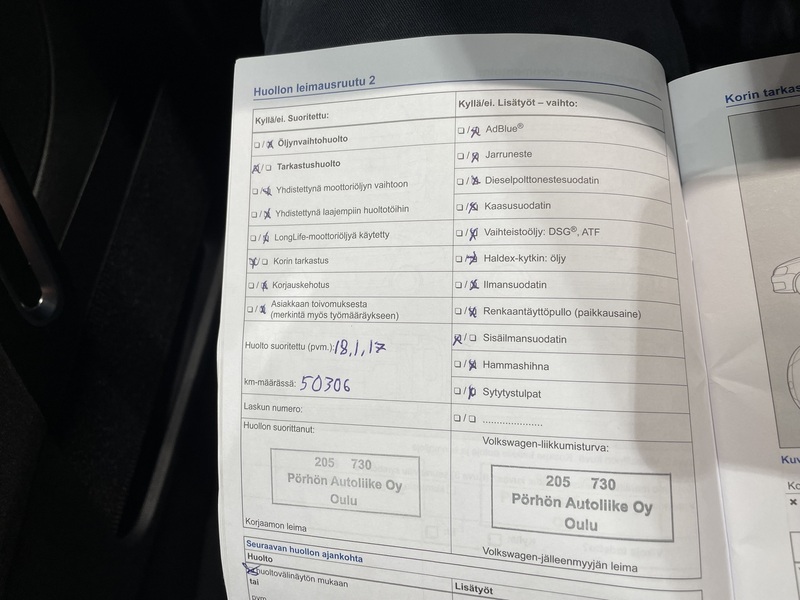 Huollon leimausruutu 2
Kyllä/ei. Suoritettu:
☐/☒ Öljynvaihtohuolto
☒/☐ Tarkastushuolto
☐/☒ Yhdistettynä moottoriöljyn vaihtoon
☐/☒ Yhdistettynä laajempiin huoltotöihin
☐/☒ LongLife-moottoriöljyä käytetty
☒/☐ Korin tarkastus
☐/☒ Korjauskehotus
☐/☒ Asiakkaan toivomuksesta
(merkintä myös työmääräykseen)
Huolto suoritettu (pvm.): 18,1,17
km-määrässä: 50306
Laskun numero:
Huollon suorittanut:
205 730
Pörhön Autoliike Oy
Oulu
Korjaamon leima
Kyllä/ei. Lisätyöt – vaihto:
☐/☒ AdBlue®
☐/☒ Jarruneste
☐/☒ Dieselpolttonestesuodatin
☐/☒ Kaasusuodatin
☐/☒ Vaihteistoöljy: DSG®, ATF
☐/☒ Haldex-kytkin: öljy
☐/☒ Ilmansuodatin
☐/☒ Renkaantäyttöpullo (paikkausaine)
☒/☐ Sisäilmansuodatin
☐/☒ Hammashihna
☐/☒ Sytytystulpat
☐/☐ .....................
Volkswagen-liikkumisturva:
205 730
Pörhön Autoliike Oy
Oulu
Volkswagen-jälleenmyyjän leima
Seuraavan huollon ajankohta
Huolto
☒ huoltovälinäytön mukaan
tai
pvm.
Lisätyöt
Korin tarkas
Kuv
Ko